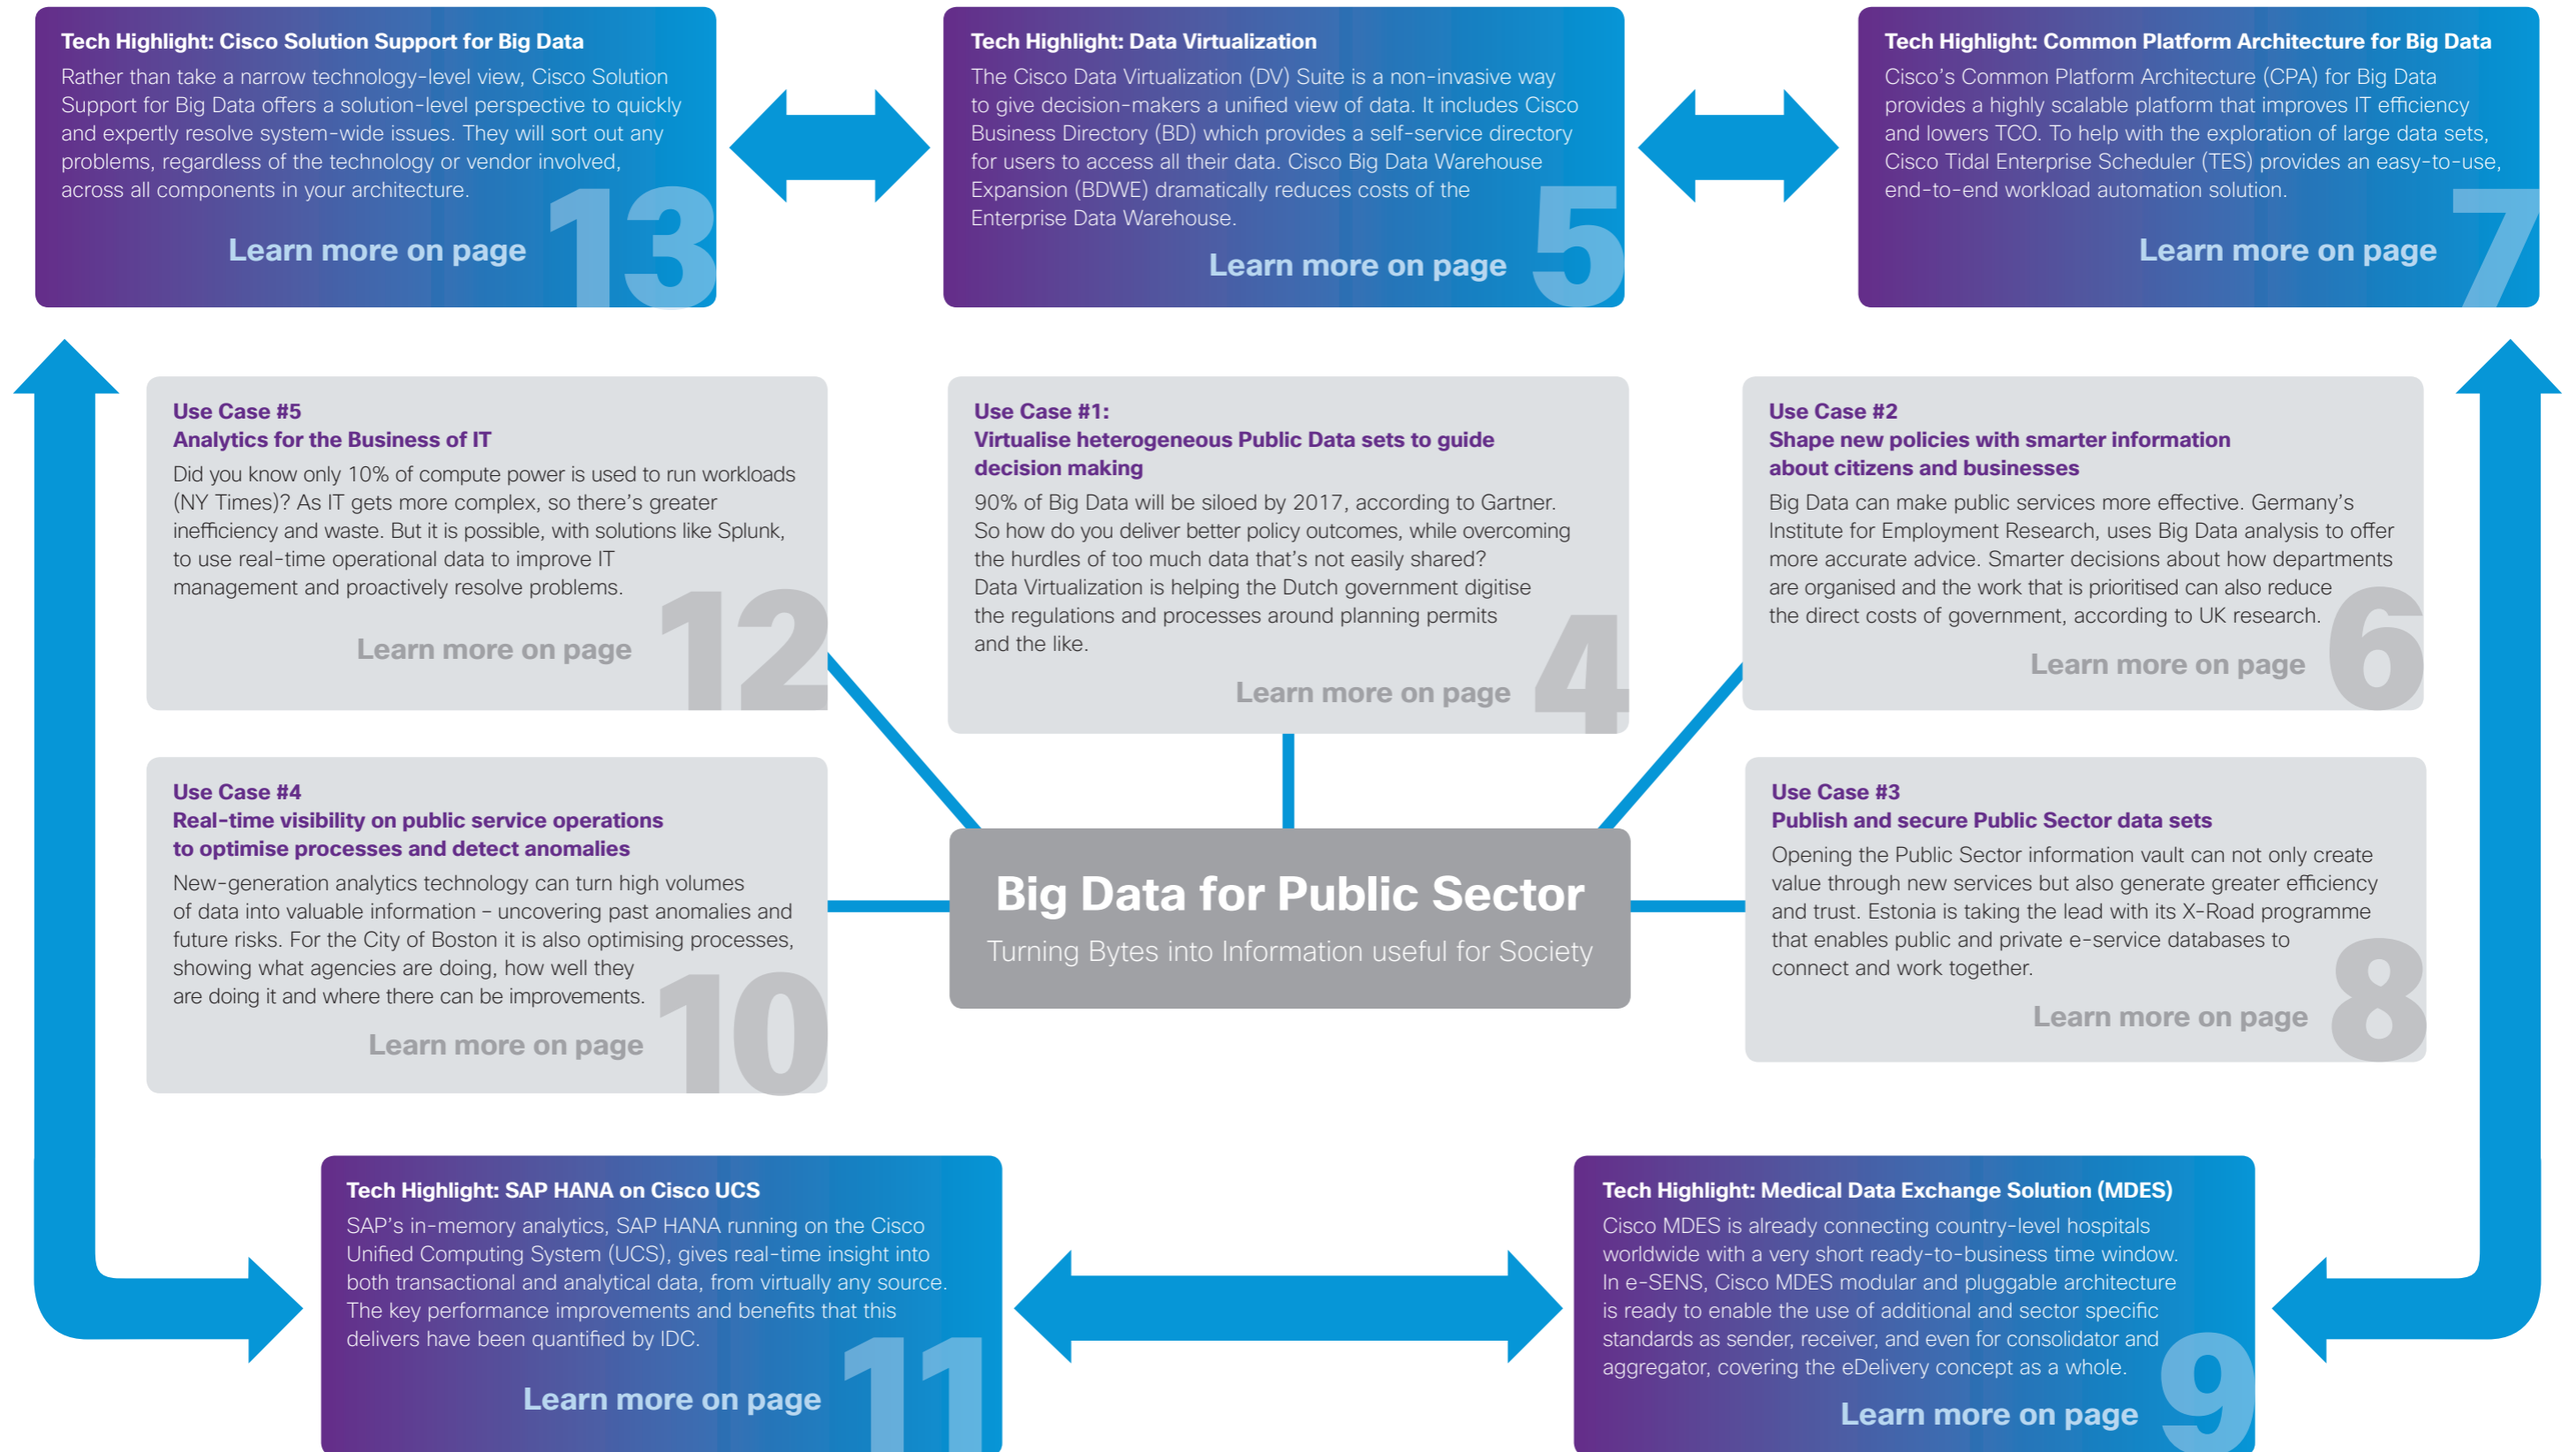 Tech Highlight: Cisco Solution Support for Big Data
Rather than take a narrow technology-level view, Cisco Solution
Support for Big Data offers a solution-level perspective to quickly
and expertly resolve system-wide issues. They will sort out any
problems, regardless of the technology or vendor involved,
across all components in your architecture.
Learn more on page 13
Tech Highlight: Data Virtualization
The Cisco Data Virtualization (DV) Suite is a non-invasive way
to give decision-makers a unified view of data. It includes Cisco
Business Directory (BD) which provides a self-service directory
for users to access all their data. Cisco Big Data Warehouse
Expansion (BDWE) dramatically reduces costs of the
Enterprise Data Warehouse.
Learn more on page 5
Tech Highlight: Common Platform Architecture for Big Data
Cisco's Common Platform Architecture (CPA) for Big Data
provides a highly scalable platform that improves IT efficiency
and lowers TCO. To help with the exploration of large data sets,
Cisco Tidal Enterprise Scheduler (TES) provides an easy-to-use,
end-to-end workload automation solution.
Learn more on page 7
Use Case #5
Analytics for the Business of IT
Did you know only 10% of compute power is used to run workloads
(NY Times)? As IT gets more complex, so there's greater
inefficiency and waste. But it is possible, with solutions like Splunk,
to use real-time operational data to improve IT
management and proactively resolve problems.
Learn more on page 12
Use Case #1:
Virtualise heterogeneous Public Data sets to guide
decision making
90% of Big Data will be siloed by 2017, according to Gartner.
So how do you deliver better policy outcomes, while overcoming
the hurdles of too much data that's not easily shared?
Data Virtualization is helping the Dutch government digitise
the regulations and processes around planning permits
and the like.
Learn more on page 4
Use Case #2
Shape new policies with smarter information
about citizens and businesses
Big Data can make public services more effective. Germany's
Institute for Employment Research, uses Big Data analysis to offer
more accurate advice. Smarter decisions about how departments
are organised and the work that is prioritised can also reduce
the direct costs of government, according to UK research.
Learn more on page 6
Use Case #4
Real-time visibility on public service operations
to optimise processes and detect anomalies
New-generation analytics technology can turn high volumes
of data into valuable information – uncovering past anomalies and
future risks. For the City of Boston it is also optimising processes,
showing what agencies are doing, how well they
are doing it and where there can be improvements.
Learn more on page 10
Big Data for Public Sector
Turning Bytes into Information useful for Society
Use Case #3
Publish and secure Public Sector data sets
Opening the Public Sector information vault can not only create
value through new services but also generate greater efficiency
and trust. Estonia is taking the lead with its X-Road programme
that enables public and private e-service databases to
connect and work together.
Learn more on page 8
Tech Highlight: SAP HANA on Cisco UCS
SAP's in-memory analytics, SAP HANA running on the Cisco
Unified Computing System (UCS), gives real-time insight into
both transactional and analytical data, from virtually any source.
The key performance improvements and benefits that this
delivers have been quantified by IDC.
Learn more on page 11
Tech Highlight: Medical Data Exchange Solution (MDES)
Cisco MDES is already connecting country-level hospitals
worldwide with a very short ready-to-business time window.
In e-SENS, Cisco MDES modular and pluggable architecture
is ready to enable the use of additional and sector specific
standards as sender, receiver, and even for consolidator and
aggregator, covering the eDelivery concept as a whole.
Learn more on page 9